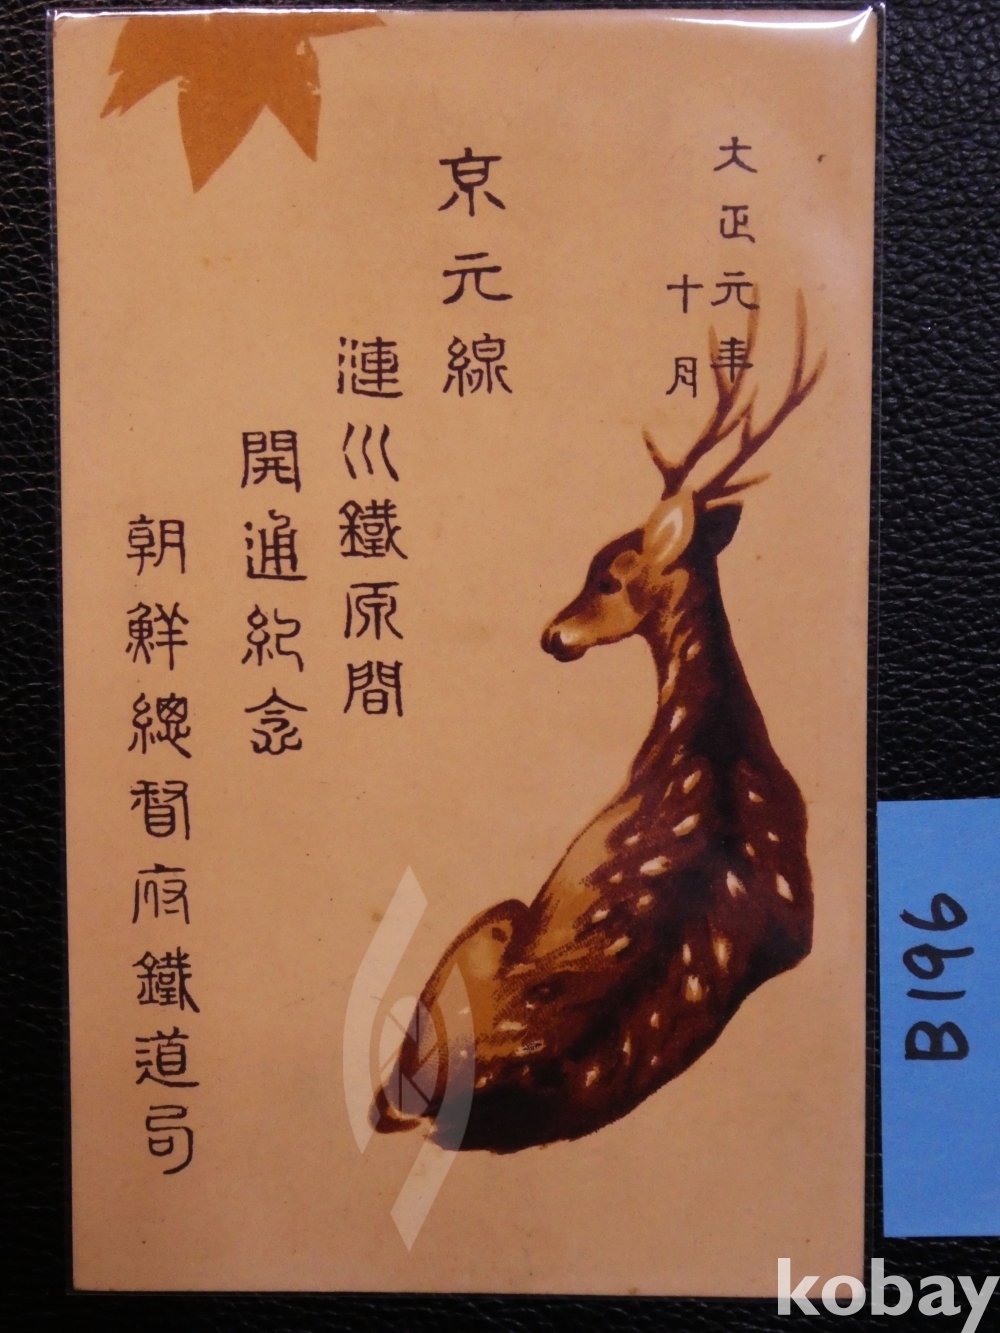 大正元年
十月
京元線
漣川鐵原間
開通紀念
朝鮮總督府鐵道局
B196
kobay